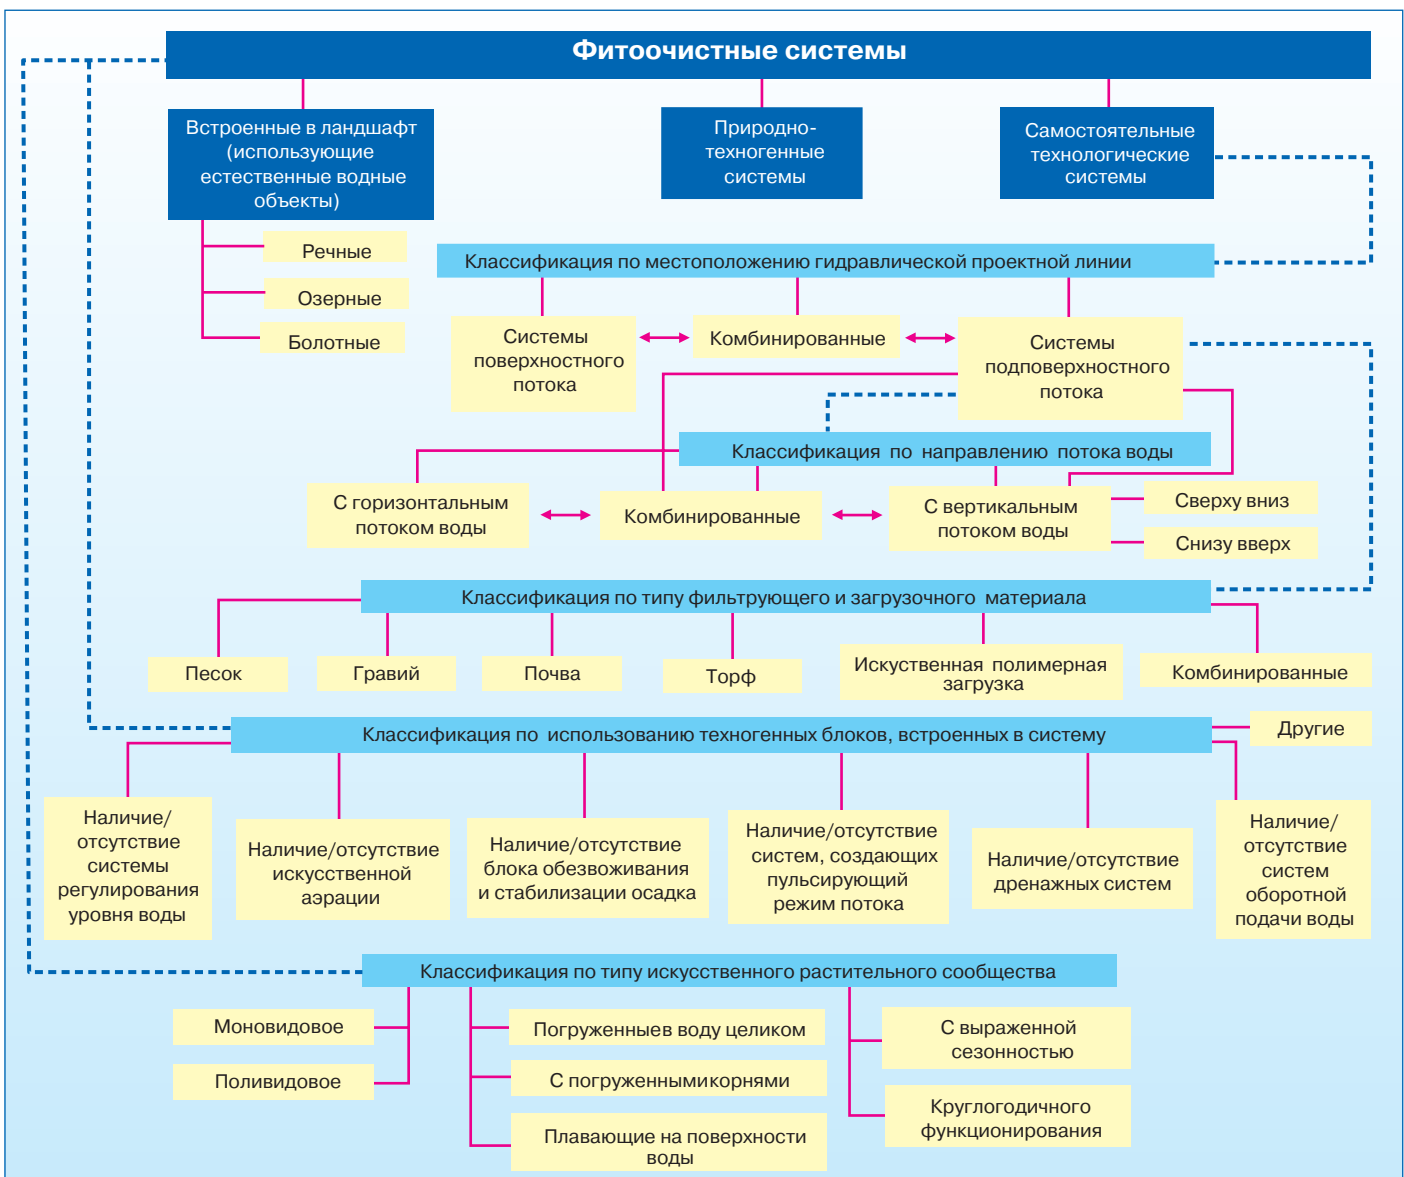 Фитоочистные системы
Встроенные в ландшафт
(использующие
естественные водные
объекты)
Природно-
техногенные
системы
Самостоятельные
технологические
системы
Речные
Озерные
Болотные
Классификация по местоположению гидравлической проектной линии
Системы
поверхностного
потока
Комбинированные
Системы
подповерхностного
потока
Классификация по направлению потока воды
С горизонтальным
потоком воды
Комбинированные
С вертикальным
потоком воды
Сверху вниз
Снизу вверх
Классификация по типу фильтрующего и загрузочного материала
Песок
Гравий
Почва
Торф
Искуственная полимерная
загрузка
Комбинированные
Классификация по использованию техногенных блоков, встроенных в систему
Другие
Наличие/
отсутствие
системы
регулирования
уровня воды
Наличие/отсутствие
искусственной
аэрации
Наличие/отсутствие
блока обезвоживания
и стабилизации осадка
Наличие/отсутствие
систем, создающих
пульсирующий
режим потока
Наличие/отсутствие
дренажных систем
Наличие/
отсутствие
систем
оборотной
подачи воды
Классификация по типу искусственного растительного сообщества
Моновидовое
Поливидовое
Погруженныев воду целиком
С погруженнымикорнями
Плавающие на поверхности
воды
С выраженной
сезонностью
Круглогодичного
функционирования